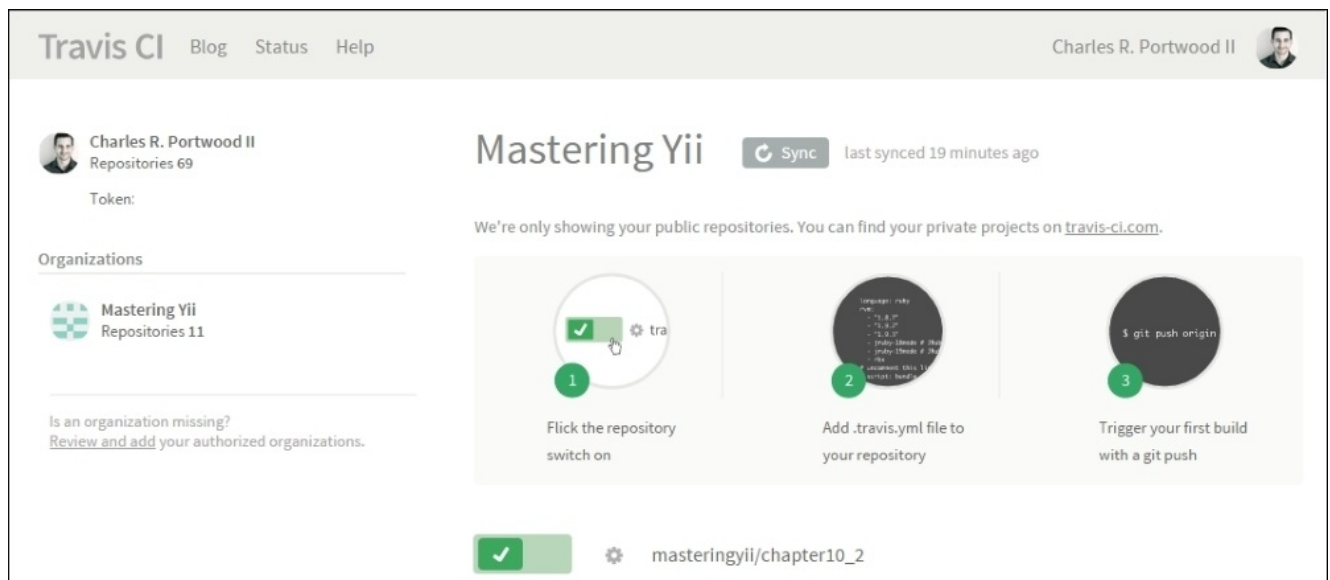 Travis CI Blog Status Help Charles R. Portwood II
Charles R. Portwood II
Repositories 69
Token:
Organizations
Mastering Yii
Repositories 11
Is an organization missing?
Review and add your authorized organizations.
Mastering Yii Sync last synced 19 minutes ago
We're only showing your public repositories. You can find your private projects on travis-ci.com.
tra
1
Flick the repository
switch on
language: ruby
rvm:
2
Add .travis.yml file to
your repository
$ git push origin
3
Trigger your first build
with a git push
masteringyii/chapter10_2